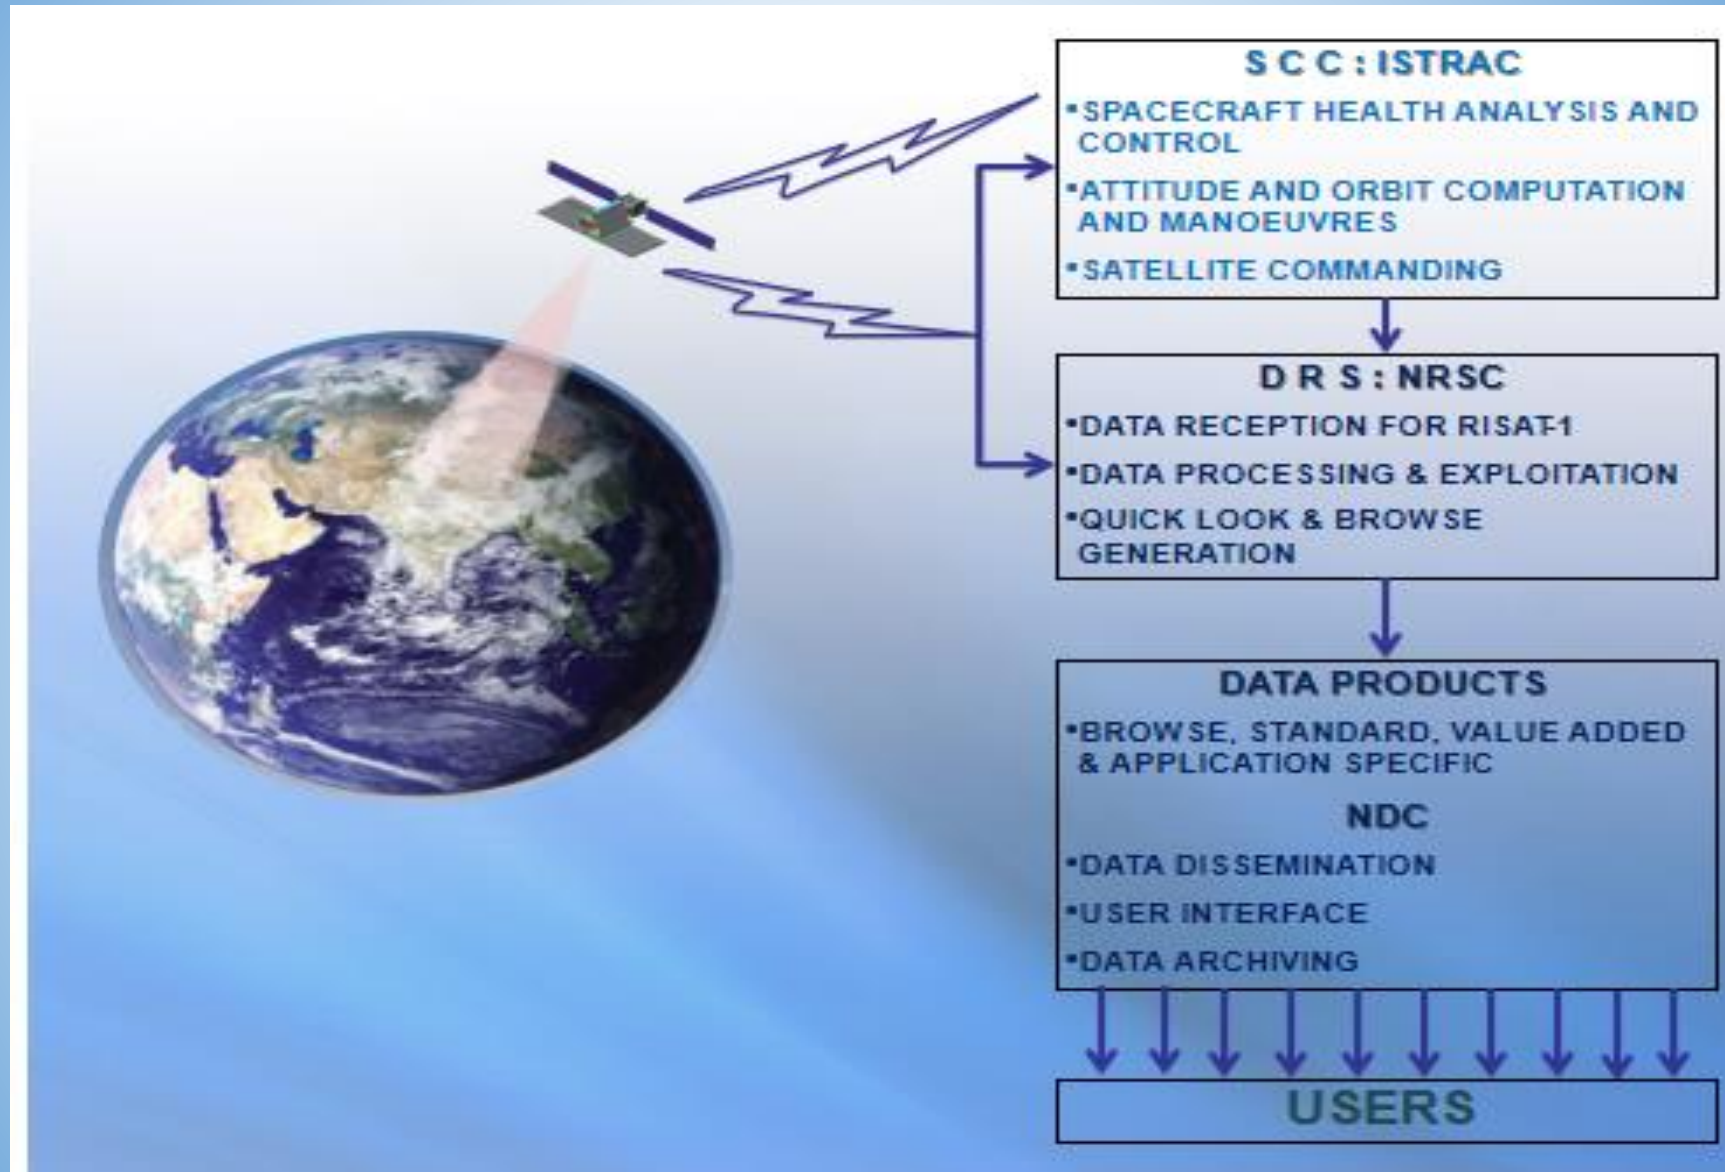 S C C : ISTRAC
▪SPACECRAFT HEALTH ANALYSIS AND
CONTROL
▪ATTITUDE AND ORBIT COMPUTATION
AND MANOEUVRES
▪SATELLITE COMMANDING
D R S : NRSC
▪DATA RECEPTION FOR RISAT-1
▪DATA PROCESSING & EXPLOITATION
▪QUICK LOOK & BROWSE
GENERATION
DATA PRODUCTS
▪BROWSE, STANDARD, VALUE ADDED
& APPLICATION SPECIFIC
NDC
▪DATA DISSEMINATION
▪USER INTERFACE
▪DATA ARCHIVING
USERS